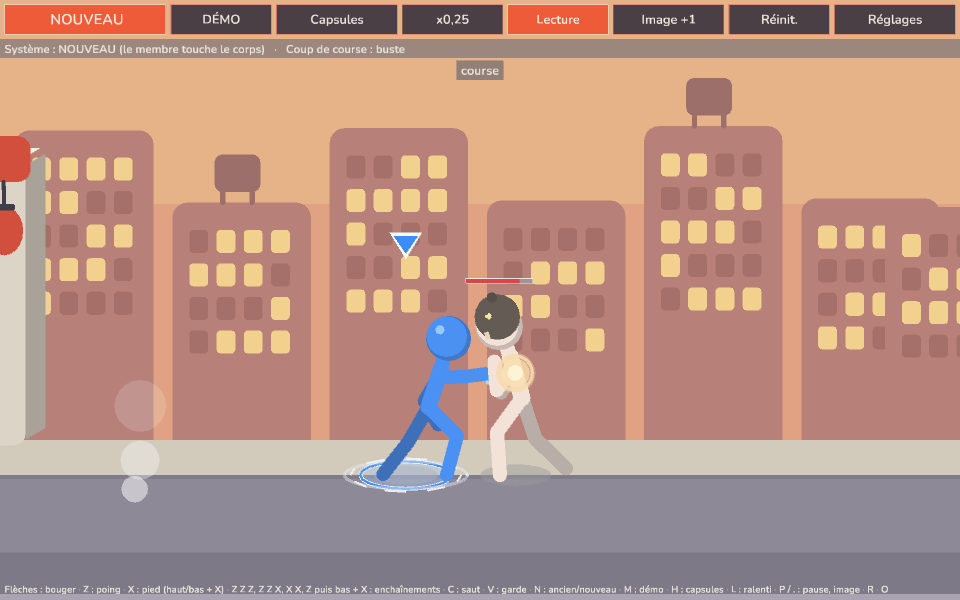 NOUVEAU DÉMO Capsules x0,25 Lecture Image +1 Réinit. Réglages
Système : NOUVEAU (le membre touche le corps) · Coup de course : buste
course
Flèches : bouger · Z : poing · X : pied (haut/bas + X) · Z Z Z, Z Z X, X X, Z puis bas + X : enchaînements · C : saut · V : garde · N : ancien/nouveau · M : démo · H : capsules · L : ralenti · P / . : pause, image · R · O